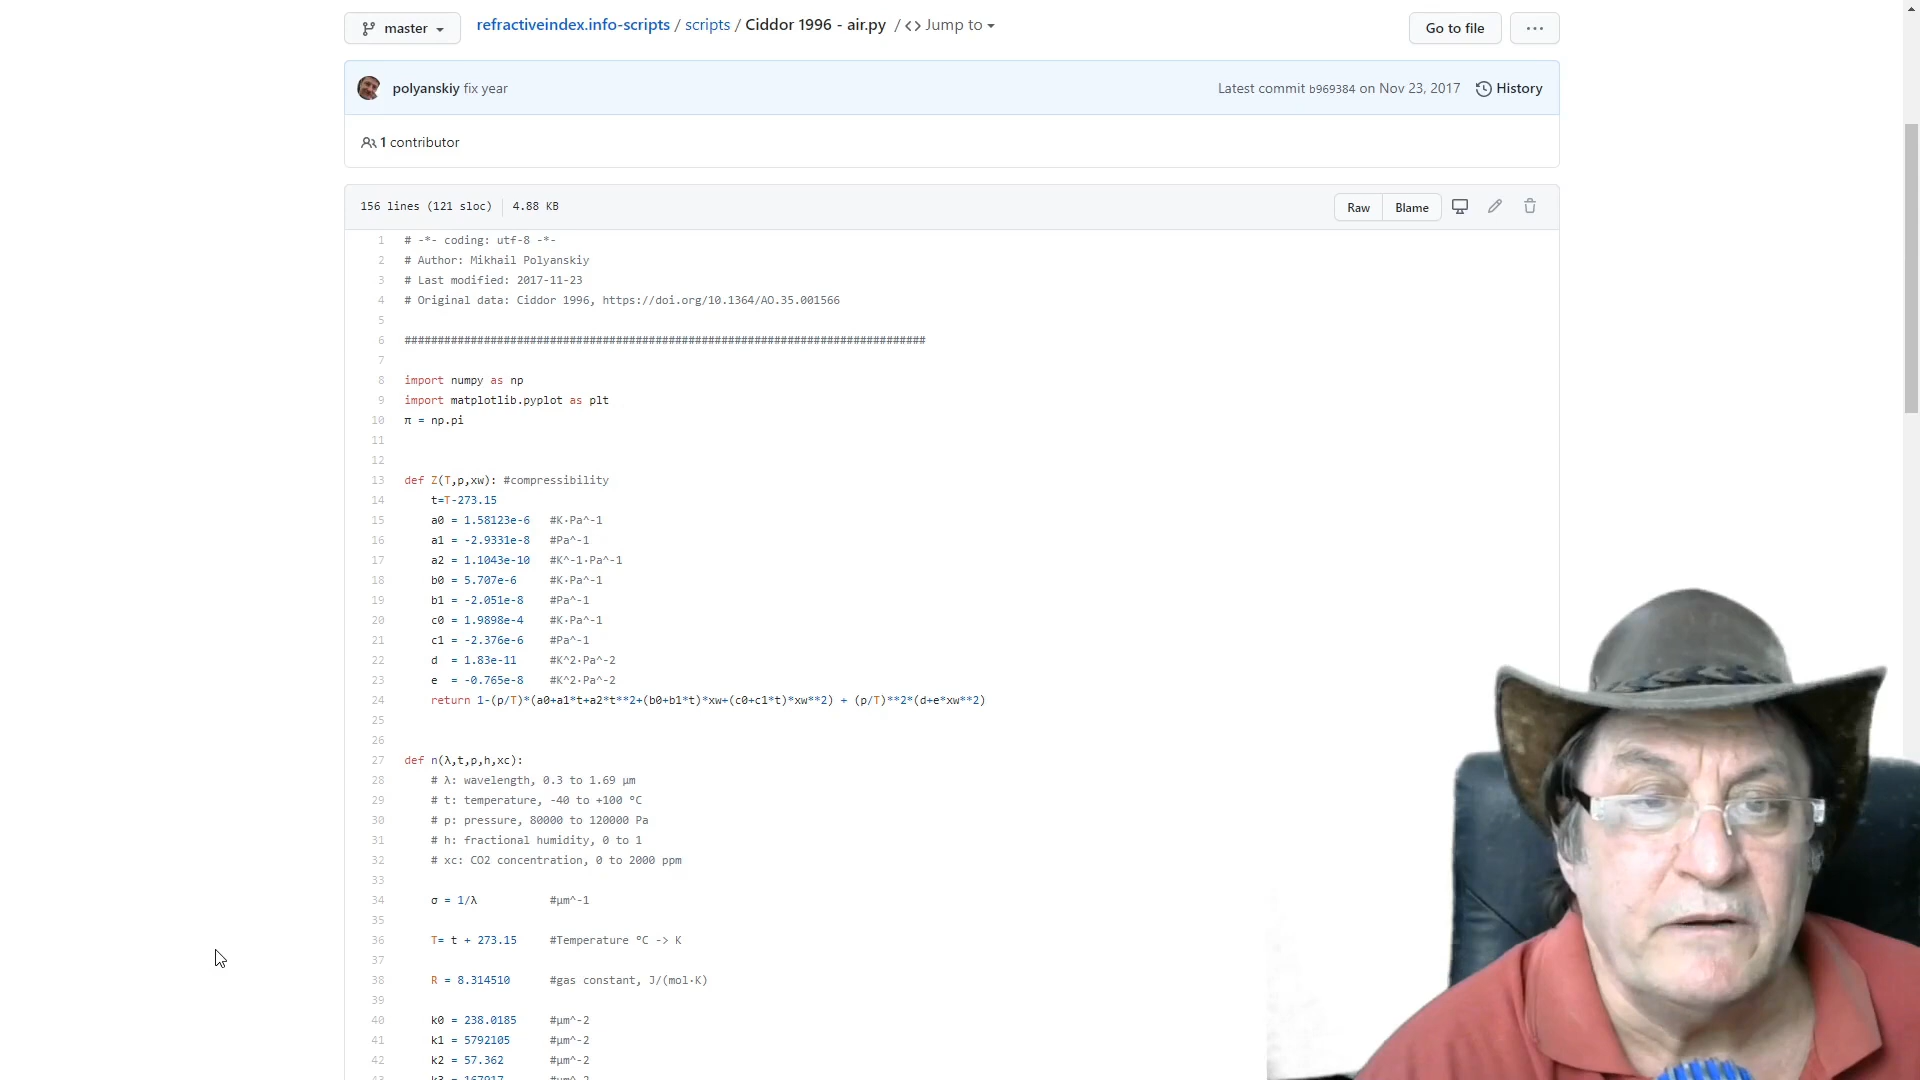 master
refractiveindex.info-scripts / scripts / Ciddor 1996 - air.py / <> Jump to
Go to file
...
polyanskiy fix year
Latest commit b969384 on Nov 23, 2017
History
1 contributor
156 lines (121 sloc) 4.88 KB
Raw Blame
1 # -*- coding: utf-8 -*-
2 # Author: Mikhail Polyanskiy
3 # Last modified: 2017-11-23
4 # Original data: Ciddor 1996, https://doi.org/10.1364/AO.35.001566
5
6 ###############################################################################
7
8 import numpy as np
9 import matplotlib.pyplot as plt
10 π = np.pi
11
12
13 def Z(T,p,xw): #compressibility
14 t=T-273.15
15 a0 = 1.58123e-6 #K·Pa^-1
16 a1 = -2.9331e-8 #Pa^-1
17 a2 = 1.1043e-10 #K^-1·Pa^-1
18 b0 = 5.707e-6 #K·Pa^-1
19 b1 = -2.051e-8 #Pa^-1
20 c0 = 1.9898e-4 #K·Pa^-1
21 c1 = -2.376e-6 #Pa^-1
22 d = 1.83e-11 #K^2·Pa^-2
23 e = -0.765e-8 #K^2·Pa^-2
24 return 1-(p/T)*(a0+a1*t+a2*t**2+(b0+b1*t)*xw+(c0+c1*t)*xw**2) + (p/T)**2*(d+e*xw**2)
25
26
27 def n(λ,t,p,h,xc):
28 # λ: wavelength, 0.3 to 1.69 μm
29 # t: temperature, -40 to +100 °C
30 # p: pressure, 80000 to 120000 Pa
31 # h: fractional humidity, 0 to 1
32 # xc: CO2 concentration, 0 to 2000 ppm
33
34 σ = 1/λ #μm^-1
35
36 T= t + 273.15 #Temperature °C -> K
37
38 R = 8.314510 #gas constant, J/(mol·K)
39
40 k0 = 238.0185 #μm^-2
41 k1 = 5792105 #μm^-2
42 k2 = 57.362 #μm^-2
43 k3 = 167917 #μm^-2